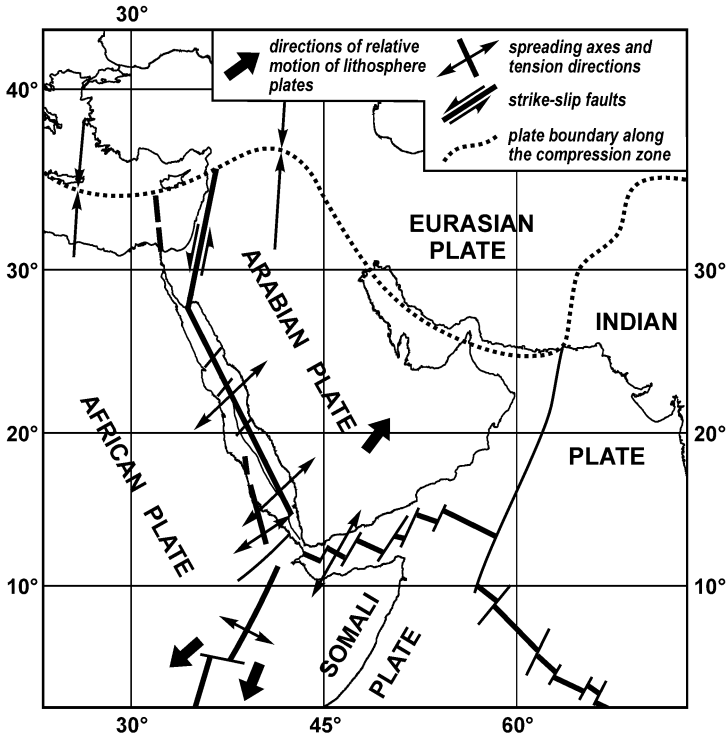 30°
directions of relative
motion of lithosphere
plates
spreading axes and
tension directions
strike-slip faults
plate boundary along
the compression zone
40°
EURASIAN
PLATE
30°
30°
ARABIAN PLATE
INDIAN
PLATE
AFRICAN PLATE
20°
20°
10°
10°
SOMALI
PLATE
30°
45°
60°